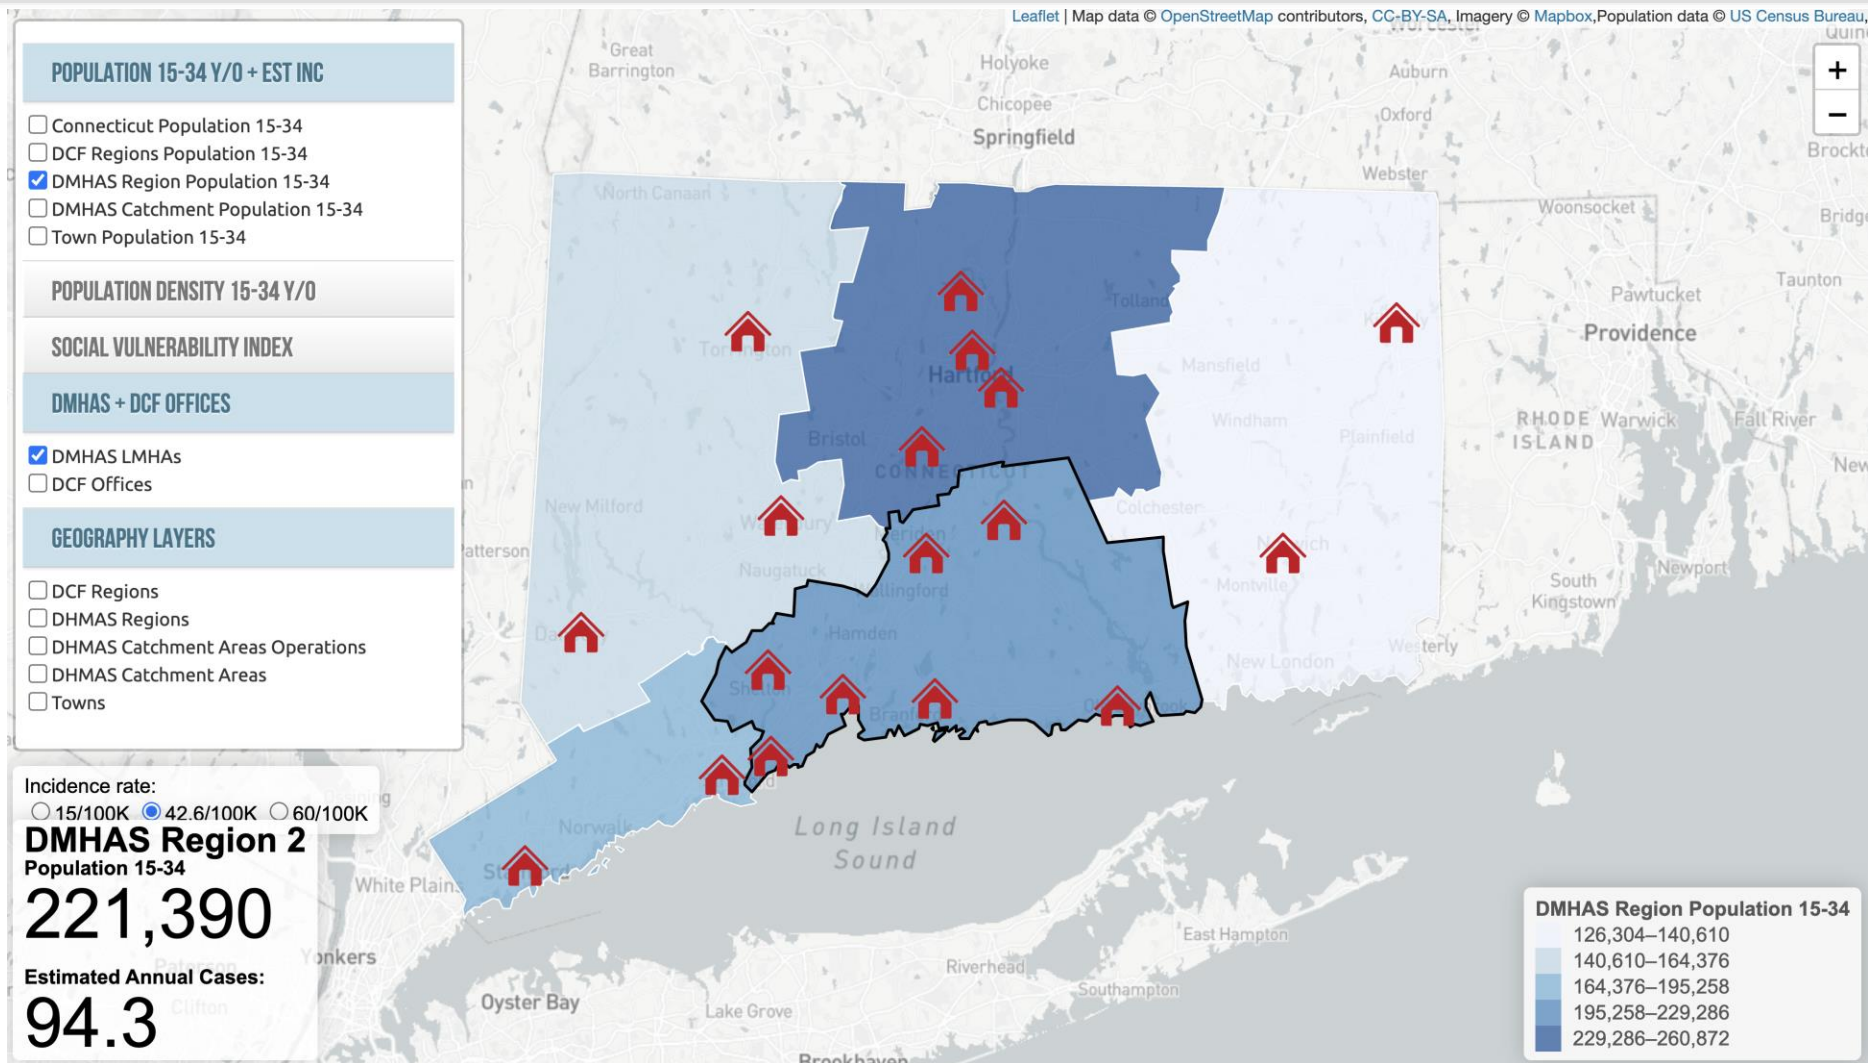 Leaflet | Map data © OpenStreetMap contributors, CC-BY-SA, Imagery © Mapbox,Population data © US Census Bureau,
POPULATION 15-34 Y/O + EST INC
Connecticut Population 15-34
DCF Regions Population 15-34
DMHAS Region Population 15-34
DMHAS Catchment Population 15-34
Town Population 15-34
POPULATION DENSITY 15-34 Y/O
SOCIAL VULNERABILITY INDEX
DMHAS + DCF OFFICES
DMHAS LMHAs
DCF Offices
GEOGRAPHY LAYERS
DCF Regions
DHMAS Regions
DHMAS Catchment Areas Operations
DHMAS Catchment Areas
Towns
Incidence rate:
15/100K 42.6/100K 60/100K
DMHAS Region 2
Population 15-34
221,390
Estimated Annual Cases:
94.3
+
−
Great
Barrington
Holyoke
Chicopee
Springfield
Auburn
Oxford
Webster
Woonsocket
North Canaan
Tolland
Taunton
Pawtucket
Providence
Mansfield
Windham
Plainfield
RHODE
ISLAND
Warwick
Fall River
Bristol
CONNECTICUT
New Milford
Colchester
Naugatuck
Montville
South
Kingstown
Newport
Hamden
New London
Westerly
Long Island
Sound
Norwalk
White Plains
Yonkers
Paterson
Clifton
Oyster Bay
Lake Grove
Riverhead
East Hampton
Southampton
Brookhaven
DMHAS Region Population 15-34
126,304–140,610
140,610–164,376
164,376–195,258
195,258–229,286
229,286–260,872